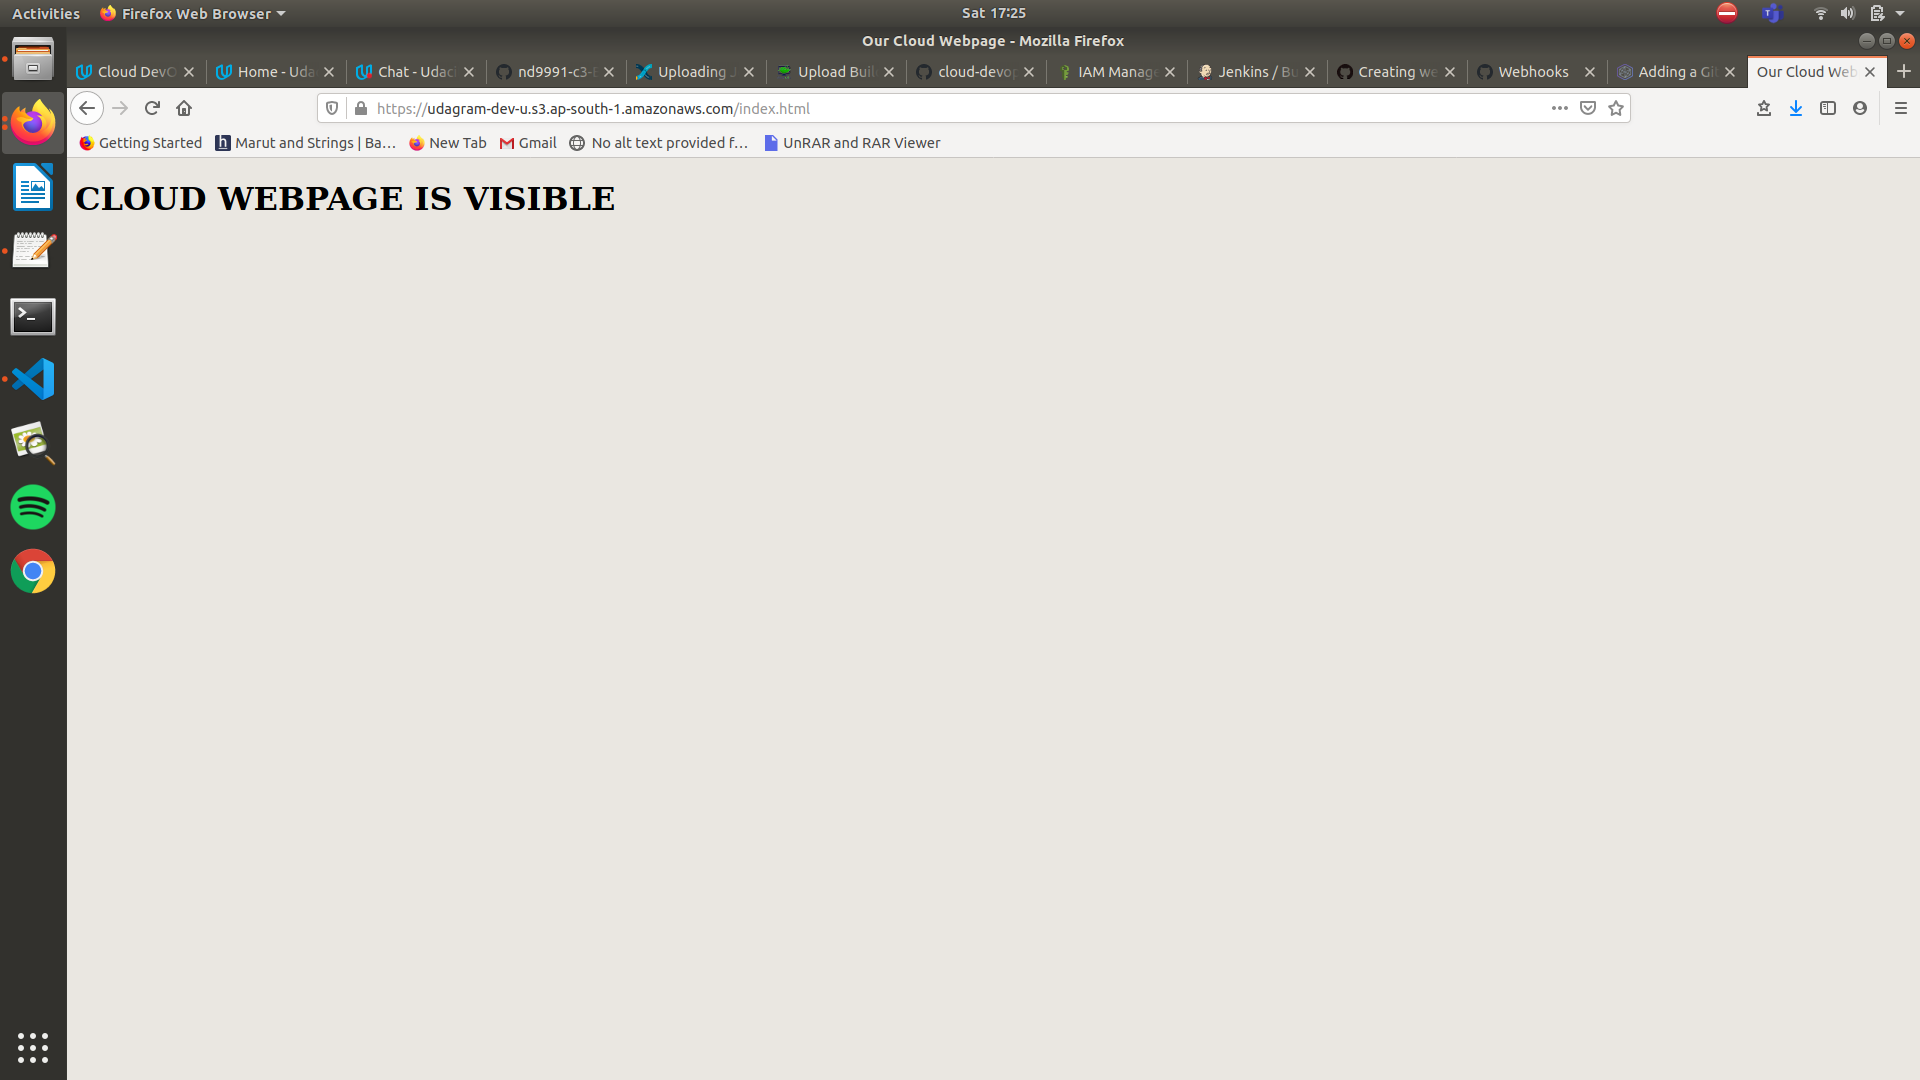 Activities Firefox Web Browser Sat 17:25
Our Cloud Webpage - Mozilla Firefox
Cloud DevO Home - Uda Chat - Udaci nd9991-c3- Uploading J Upload Buil cloud-devop IAM Manage Jenkins / Bu Creating we Webhooks Adding a Git Our Cloud Web
https://udagram-dev-u.s3.ap-south-1.amazonaws.com/index.html
Getting Started Marut and Strings | Ba... New Tab Gmail No alt text provided f... UnRAR and RAR Viewer
CLOUD WEBPAGE IS VISIBLE